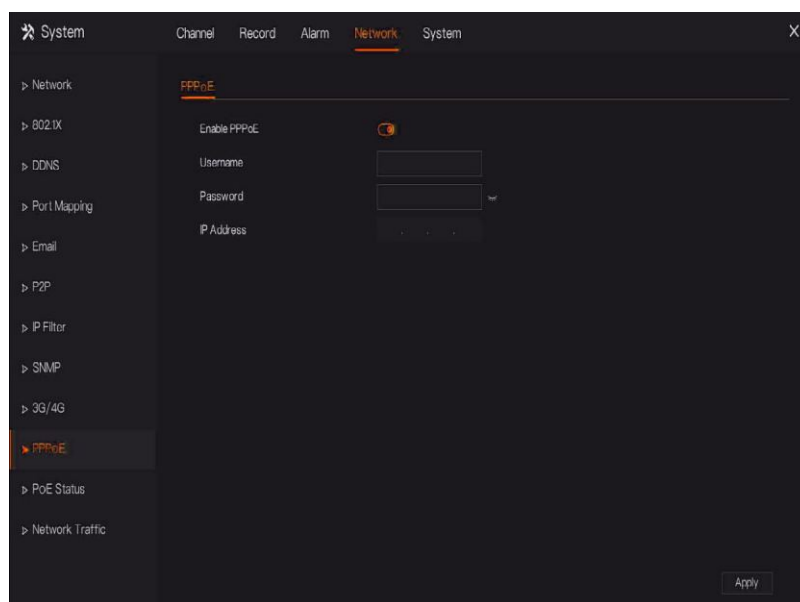 System
Channel Record Alarm Network System X
Network
802.1X
DDNS
Port Mapping
Email
P2P
IP Filter
SNMP
3G/4G
PPPoE
PoE Status
Network Traffic
PPPoE
Enable PPPoE
Username
Password
IP Address . . .
Apply